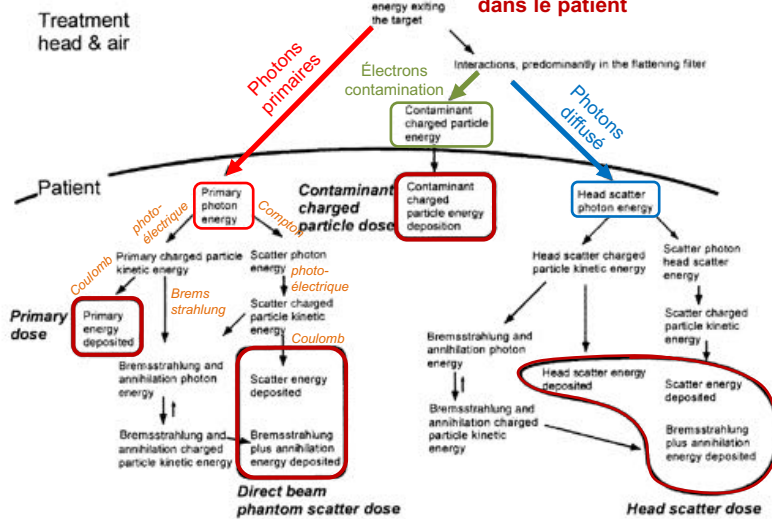 dans le patient
Treatment
head & air
energy exiting
the target
Interactions, predominantly in the flattening filter
Photons
primaires
Électrons
contamination
Photons
diffusé
Contaminant
charged particle
energy
Patient
Primary
photon
energy
Contaminant
charged
particle dose
Contaminant
charged
particle energy
deposition
Head scatter
photon energy
photo-
électrique
Compton
Primary charged particle
kinetic energy
Scatter photon
energy
photo-
électrique
Head scatter charged
particle kinetic energy
Scatter photon
head scatter
energy
Coulomb
Brems
strahlung
Scatter charged
particle kinetic
energy
Coulomb
Scatter charged
particle kinetic
energy
Primary
dose
Primary
energy
deposited
Bremsstrahlung and
annihilation photon
energy
Bremsstrahlung and
annihilation photon
energy
Scatter energy
deposited
Head scatter energy
deposited
Scatter energy
deposited
Bremsstrahlung and
annihilation charged
particle kinetic energy
Bremsstrahlung
plus annihilation
energy deposited
Bremsstrahlung and
annihilation charged
particle kinetic
energy
Bremsstrahlung
plus annihilation
energy deposited
Direct beam
phantom scatter dose
Head scatter dose